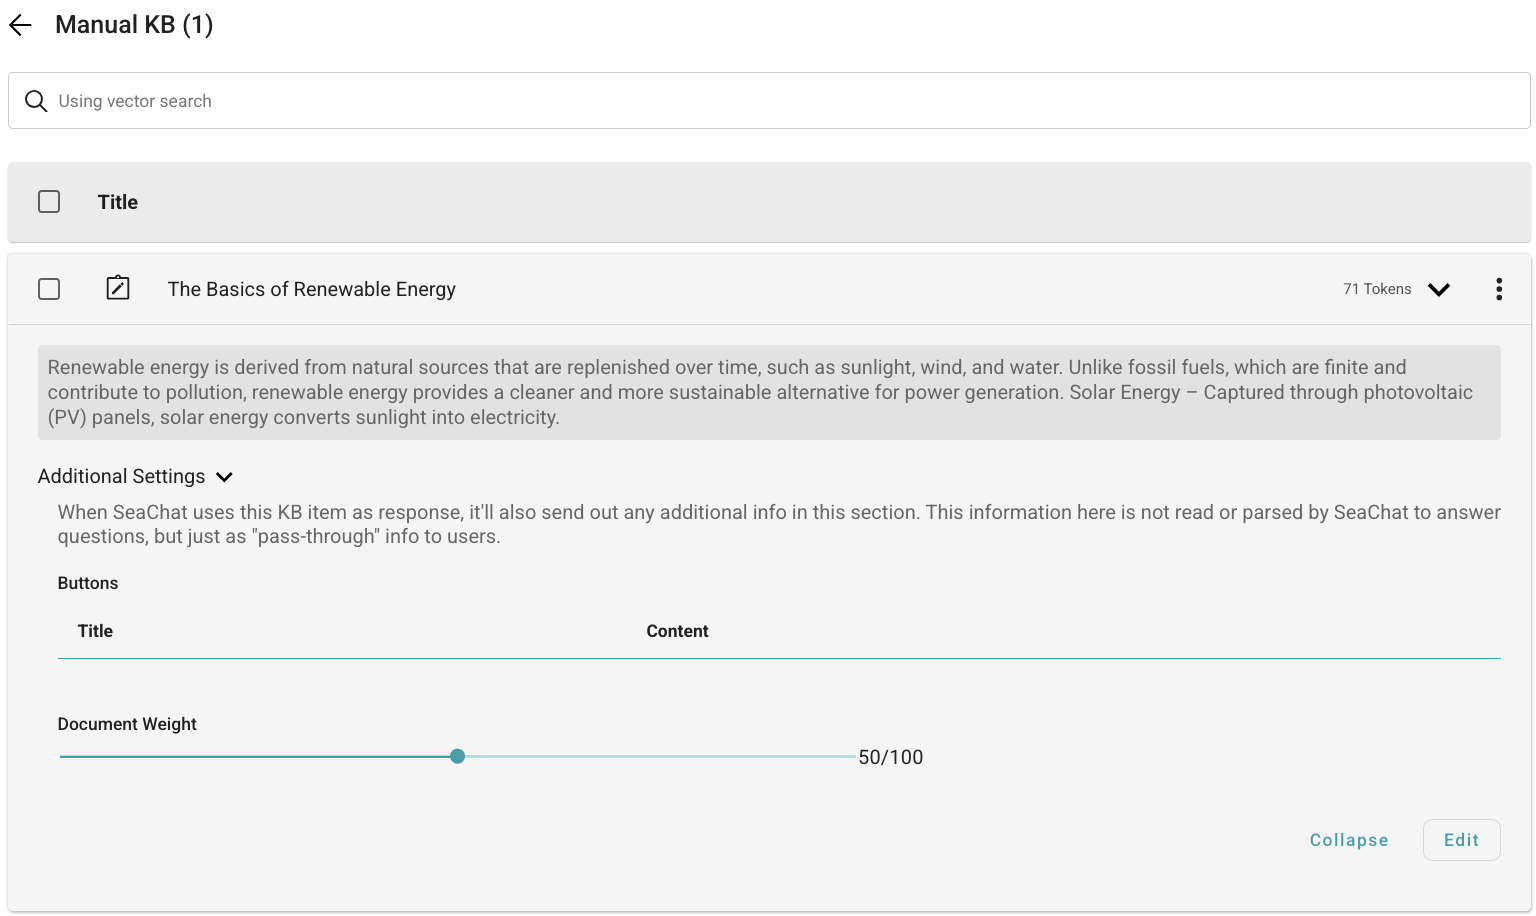 Manual KB (1)
Using vector search
Title
The Basics of Renewable Energy
71 Tokens
Renewable energy is derived from natural sources that are replenished over time, such as sunlight, wind, and water. Unlike fossil fuels, which are finite and
contribute to pollution, renewable energy provides a cleaner and more sustainable alternative for power generation. Solar Energy – Captured through photovoltaic
(PV) panels, solar energy converts sunlight into electricity.
Additional Settings
When SeaChat uses this KB item as response, it'll also send out any additional info in this section. This information here is not read or parsed by SeaChat to answer
questions, but just as "pass-through" info to users.
Buttons
Title
Content
Document Weight
50/100
Collapse
Edit